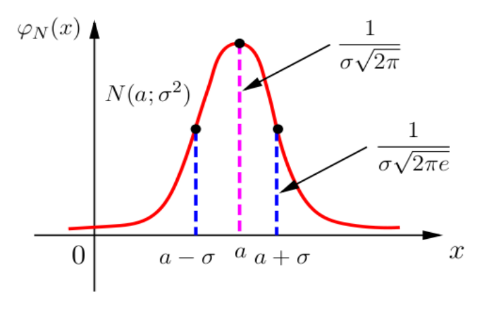 φ_N(x)
1
σ√2π
N(a;σ²)
1
σ√2πe
0
a − σ
a
a + σ
x